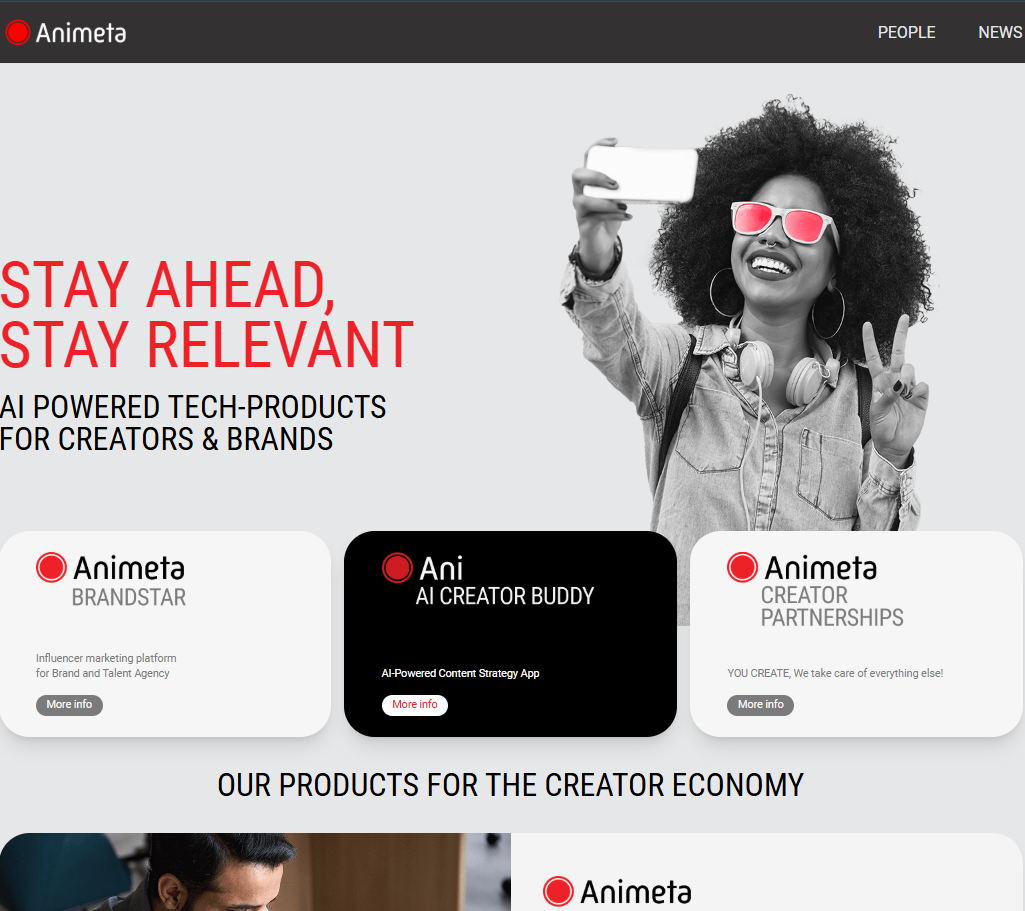 Animeta
PEOPLE
NEWS
STAY AHEAD,
STAY RELEVANT
AI POWERED TECH-PRODUCTS
FOR CREATORS & BRANDS
Animeta
BRANDSTAR
Influencer marketing platform
for Brand and Talent Agency
More info
Ani
AI CREATOR BUDDY
AI-Powered Content Strategy App
More info
Animeta
CREATOR
PARTNERSHIPS
YOU CREATE, We take care of everything else!
More info
OUR PRODUCTS FOR THE CREATOR ECONOMY
Animeta